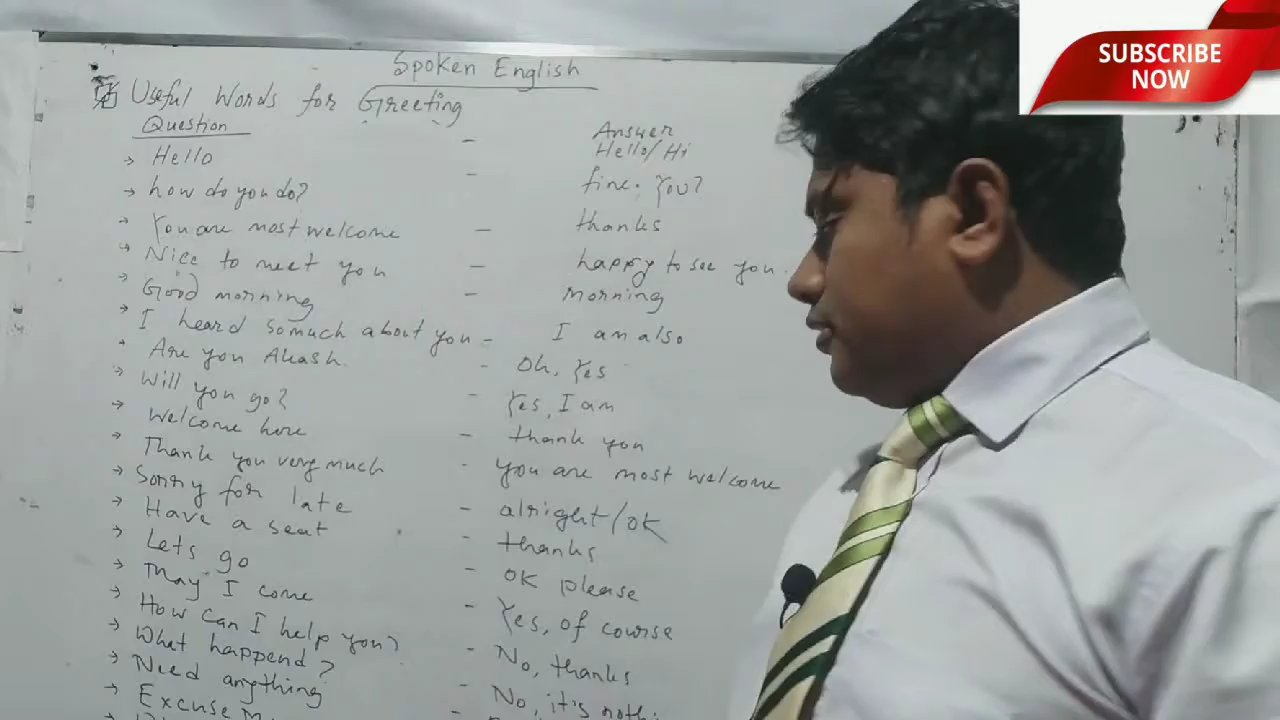 SUBSCRIBE
NOW
Spoken English
Useful Words for Greeting
Question - Answer
Hello - Hello/Hi
how do you do? - fine. You?
You are most welcome - thanks
Nice to meet you - happy to see you.
Good morning - morning
I heard somuch about you - I am also
Are you Akash. - Oh, Yes
Will you go? - Yes, I am
Welcome here - thank you
Thank you very much - you are most welcome
Sorry for late - alright/ok
Have a seat - thanks
Lets go - OK please
May I come - Yes, of course
How can I help you? - No, thanks
What happend? - No, it's
Need anything
Excuse